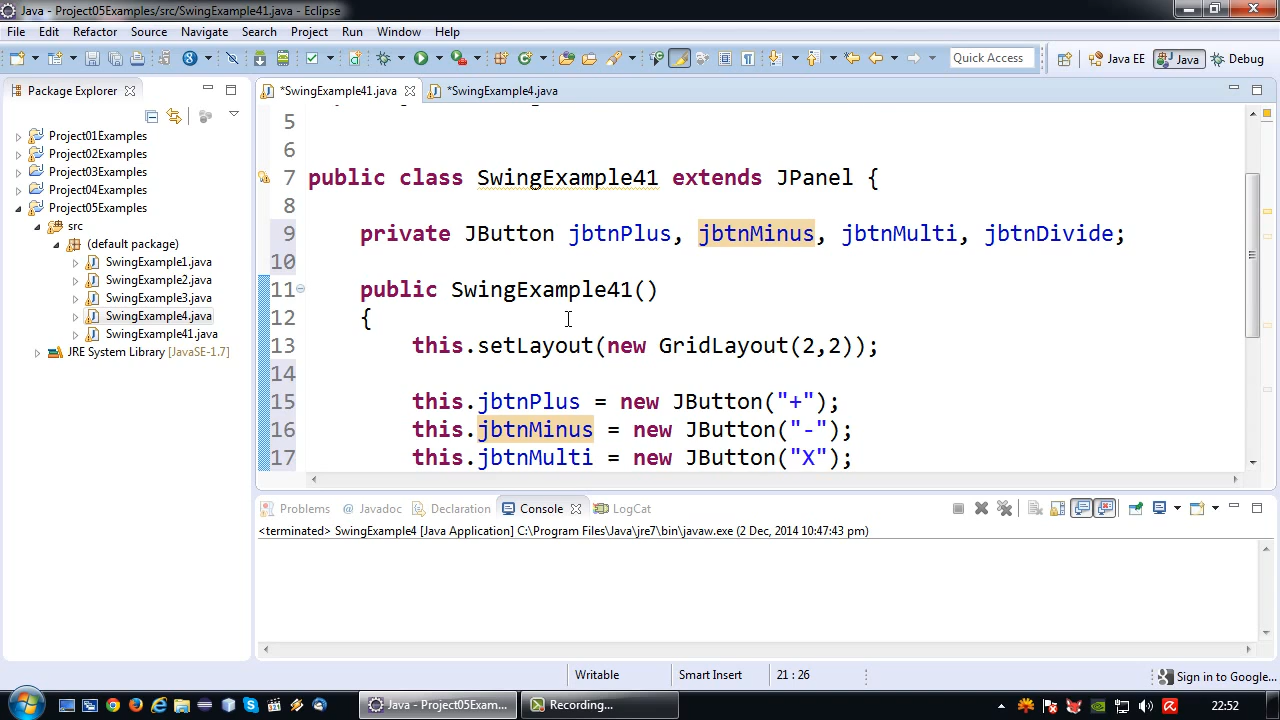 Java - Project05Examples/src/SwingExample41.java - Eclipse
File Edit Refactor Source Navigate Search Project Run Window Help
Quick Access Java EE Java Debug
Package Explorer
*SwingExample41.java *SwingExample4.java
Project01Examples
Project02Examples
Project03Examples
Project04Examples
Project05Examples
src
(default package)
SwingExample1.java
SwingExample2.java
SwingExample3.java
SwingExample4.java
SwingExample41.java
JRE System Library [JavaSE-1.7]
5
6
7 public class SwingExample41 extends JPanel {
8
9 private JButton jbtnPlus, jbtnMinus, jbtnMulti, jbtnDivide;
10
11 public SwingExample41()
12 {
13 this.setLayout(new GridLayout(2,2));
14
15 this.jbtnPlus = new JButton("+");
16 this.jbtnMinus = new JButton("-");
17 this.jbtnMulti = new JButton("X");
Problems @ Javadoc Declaration Console LogCat
<terminated> SwingExample4 [Java Application] C:\Program Files\Java\jre7\bin\javaw.exe (2 Dec, 2014 10:47:43 pm)
Writable Smart Insert 21 : 26 Sign in to Google...
Java - Project05Exam... Recording... 22:52